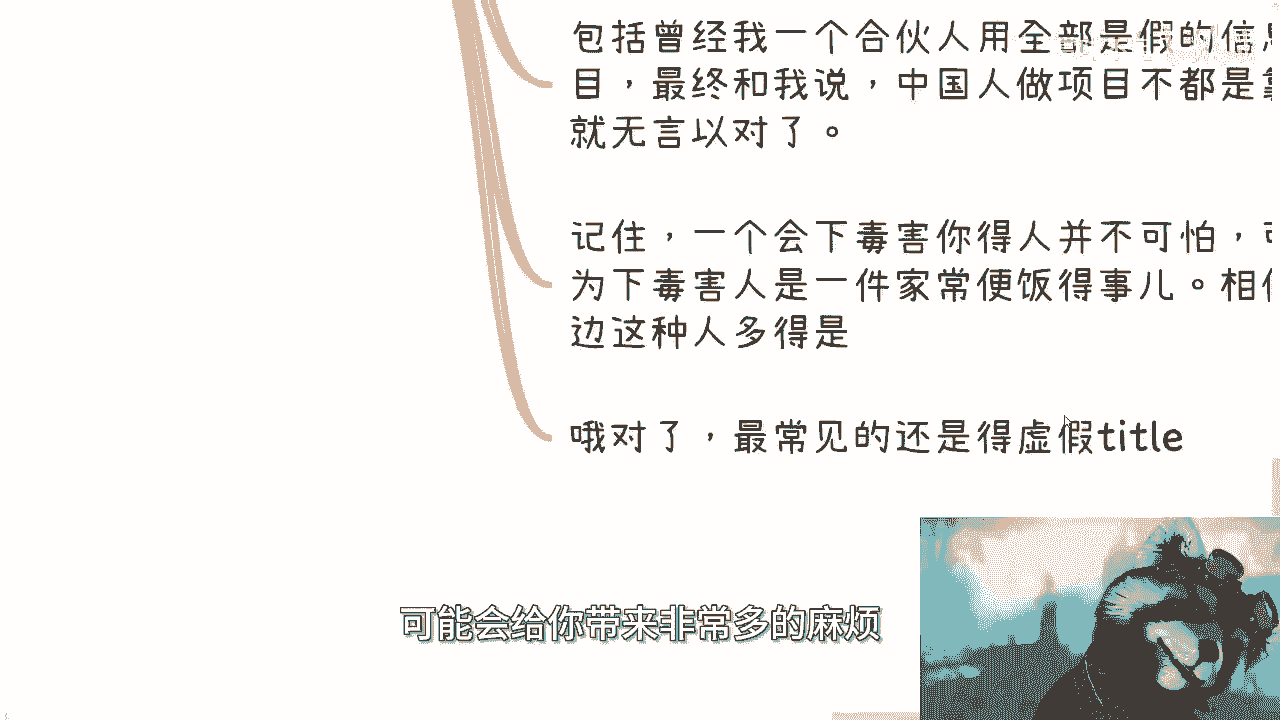 包括曾经我一个合伙人用全部是假的信
目，最终和我说，中国人做项目不都是
就无言以对了。
记住，一个会下毒害你得人并不可怕，
为下毒害人是一件家常便饭得事儿。相
边这种人多得是
哦对了，最常见的还是得虚假title
可能会给你带来非常多的麻烦